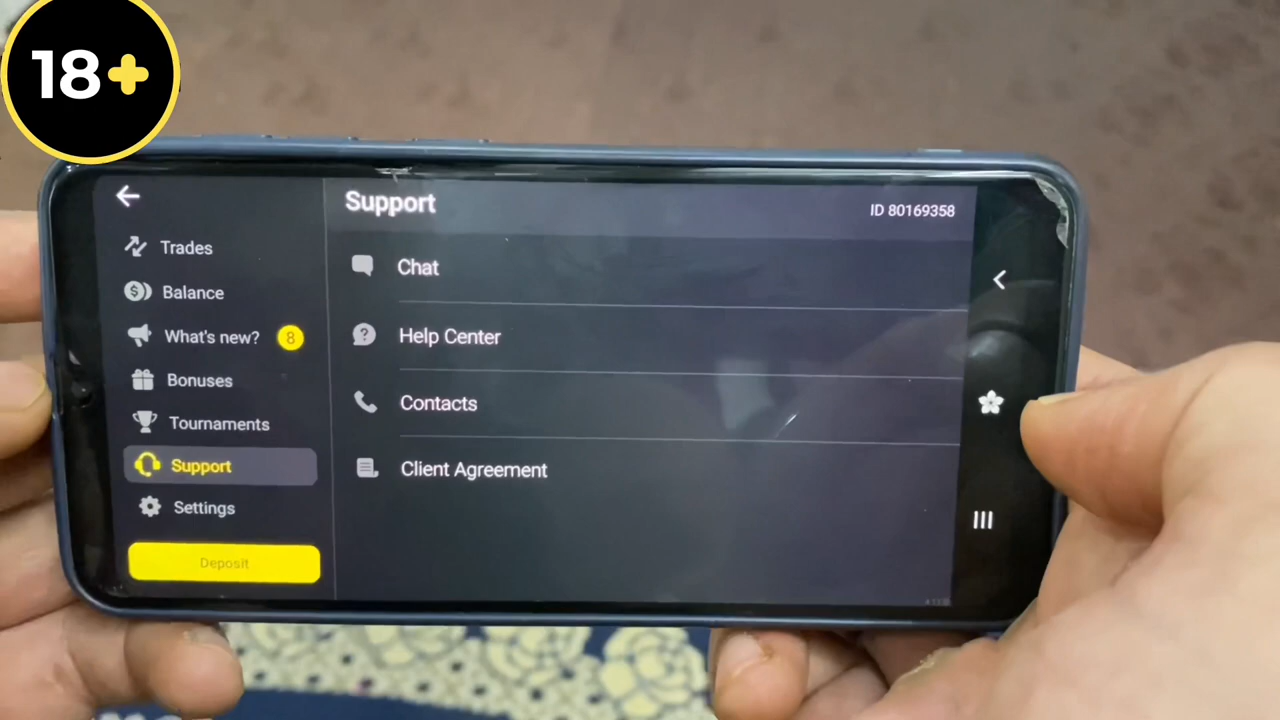 18+
Support
ID 80169358
Trades
Balance
What's new? 8
Bonuses
Tournaments
Support
Settings
Deposit
Chat
Help Center
Contacts
Client Agreement